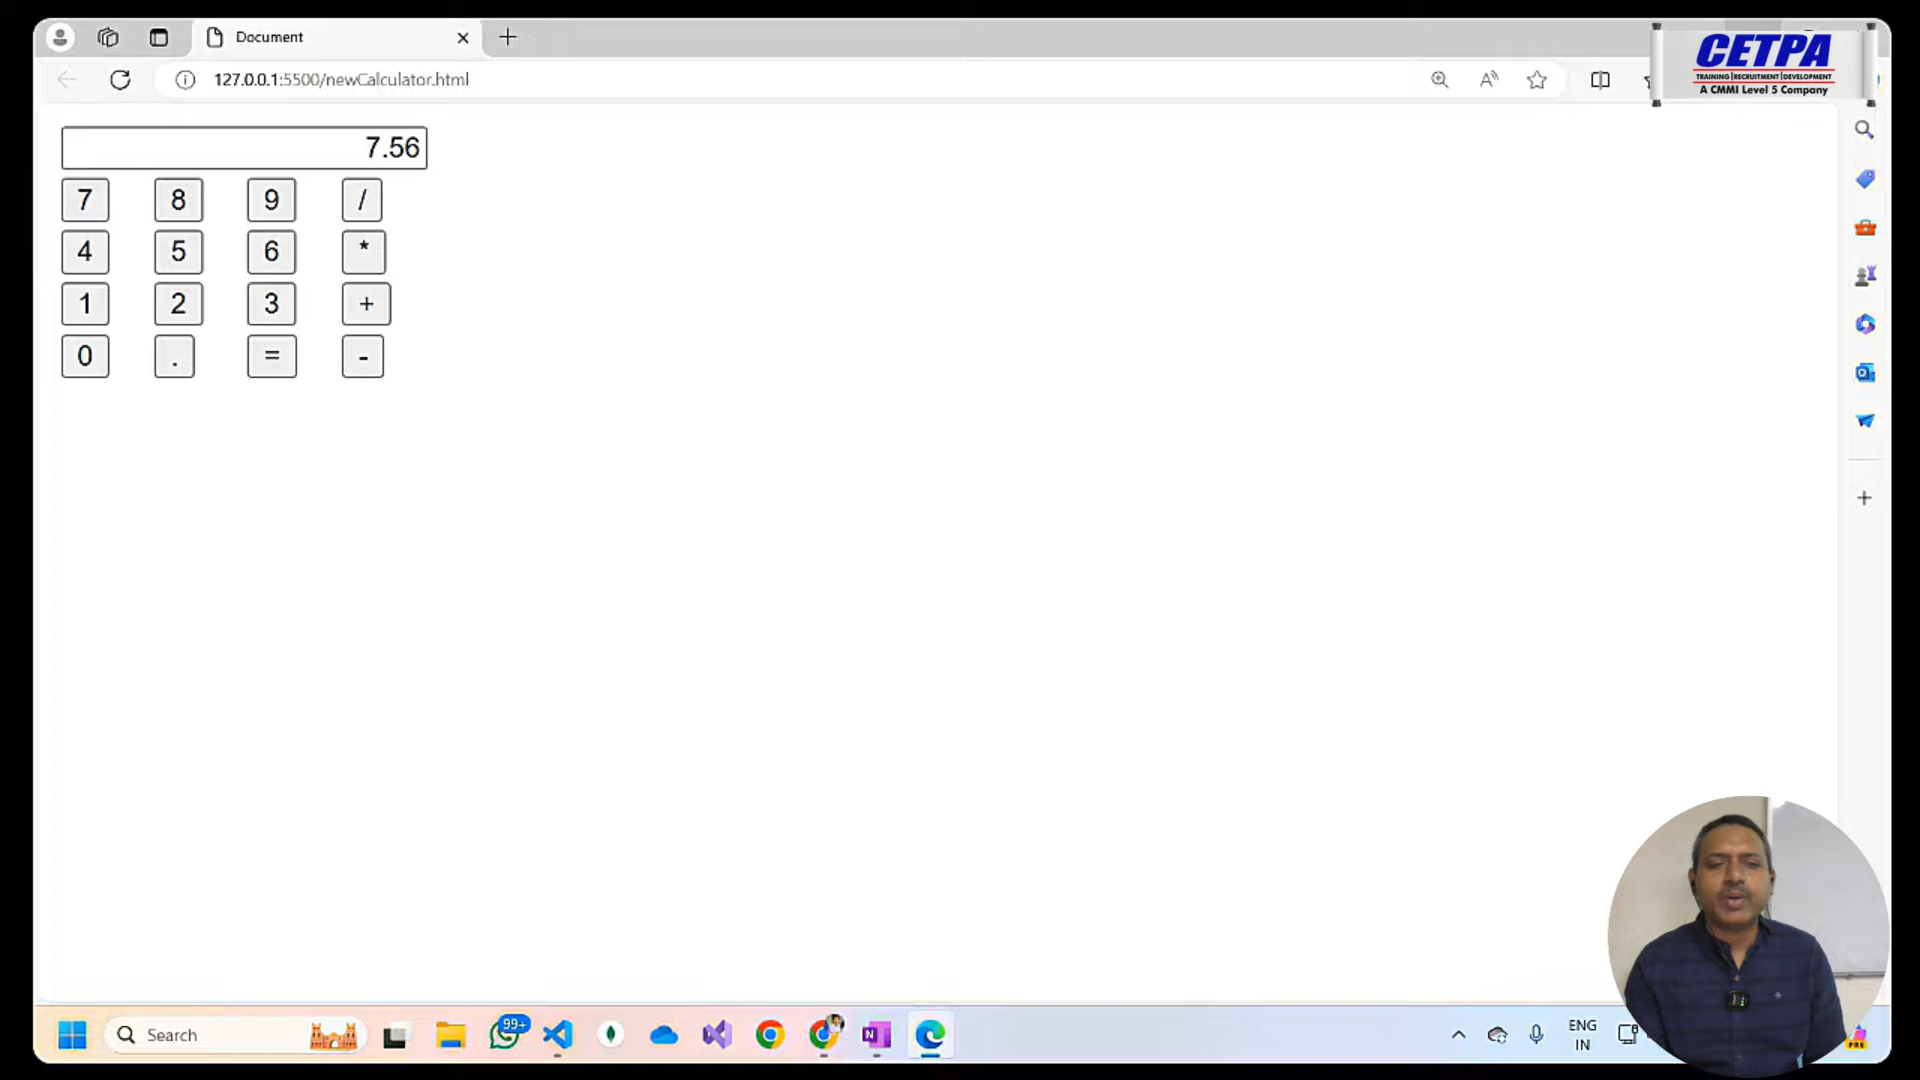 Document
CETPA
TRAINING|RECRUITMENT|DEVELOPMENT
A CMMI Level 5 Company
127.0.0.1:5500/newCalculator.html
7.56
7 8 9 /
4 5 6 *
1 2 3 +
0 . = -
Search
99+
ENG
IN
PRE